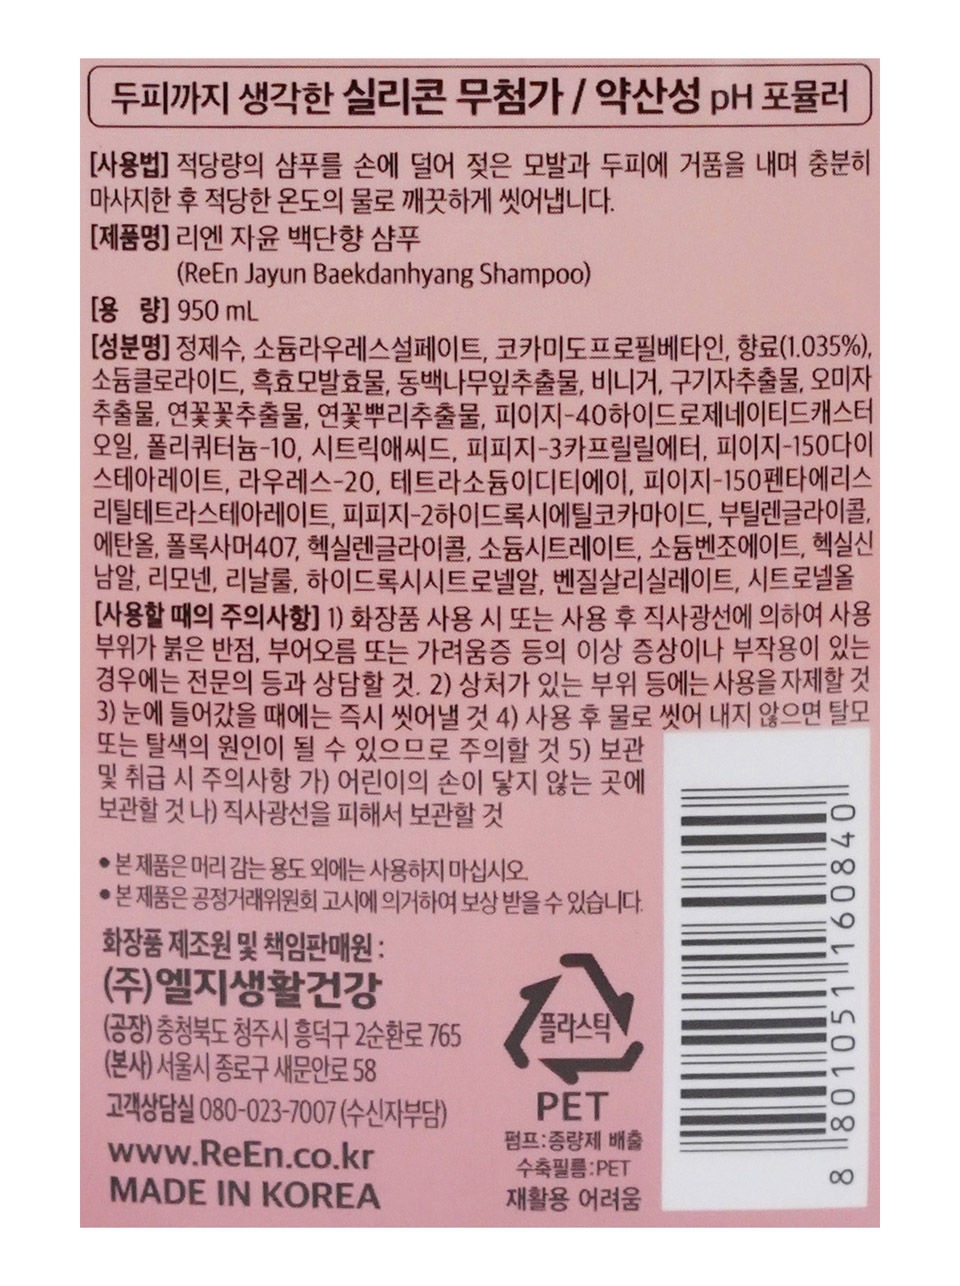 두피까지 생각한 실리콘 무첨가 / 약산성 pH 포뮬러
[사용법] 적당량의 샴푸를 손에 덜어 젖은 모발과 두피에 거품을 내며 충분히
마사지한 후 적당한 온도의 물로 깨끗하게 씻어냅니다.
[제품명] 리엔 자윤 백단향 샴푸
(ReEn Jayun Baekdanhyang Shampoo)
[용 량] 950 mL
[성분명] 정제수, 소듐라우레스설페이트, 코카미도프로필베타인, 향료(1.035%),
소듐클로라이드, 흑효모발효물, 동백나무잎추출물, 비니거, 구기자추출물, 오미자
추출물, 연꽃꽃추출물, 연꽃뿌리추출물, 피이지-40하이드로제네이티드캐스터
오일, 폴리쿼터늄-10, 시트릭애씨드, 피피지-3카프릴릴에터, 피이지-150다이
스테아레이트, 라우레스-20, 테트라소듐이디티에이, 피이지-150펜타에리스
리틸테트라스테아레이트, 피피지-2하이드록시에틸코카마이드, 부틸렌글라이콜,
에탄올, 폴록사머407, 헥실렌글라이콜, 소듐시트레이트, 소듐벤조에이트, 헥실신
남알, 리모넨, 리날룰, 하이드록시시트로넬알, 벤질살리실레이트, 시트로넬올
[사용할 때의 주의사항] 1) 화장품 사용 시 또는 사용 후 직사광선에 의하여 사용
부위가 붉은 반점, 부어오름 또는 가려움증 등의 이상 증상이나 부작용이 있는
경우에는 전문의 등과 상담할 것. 2) 상처가 있는 부위 등에는 사용을 자제할 것
3) 눈에 들어갔을 때에는 즉시 씻어낼 것 4) 사용 후 물로 씻어 내지 않으면 탈모
또는 탈색의 원인이 될 수 있으므로 주의할 것 5) 보관
및 취급 시 주의사항 가) 어린이의 손이 닿지 않는 곳에
보관할 것 나) 직사광선을 피해서 보관할 것
• 본 제품은 머리 감는 용도 외에는 사용하지 마십시오.
• 본 제품은 공정거래위원회 고시에 의거하여 보상 받을 수 있습니다.
화장품 제조원 및 책임판매원 :
(주)엘지생활건강
(공장) 충청북도 청주시 흥덕구 2순환로 765
(본사) 서울시 종로구 새문안로 58
고객상담실 080-023-7007 (수신자부담)
www.ReEn.co.kr
MADE IN KOREA
플라스틱
PET
펌프:종량제 배출
수축필름:PET
재활용 어려움
8 801051 160840